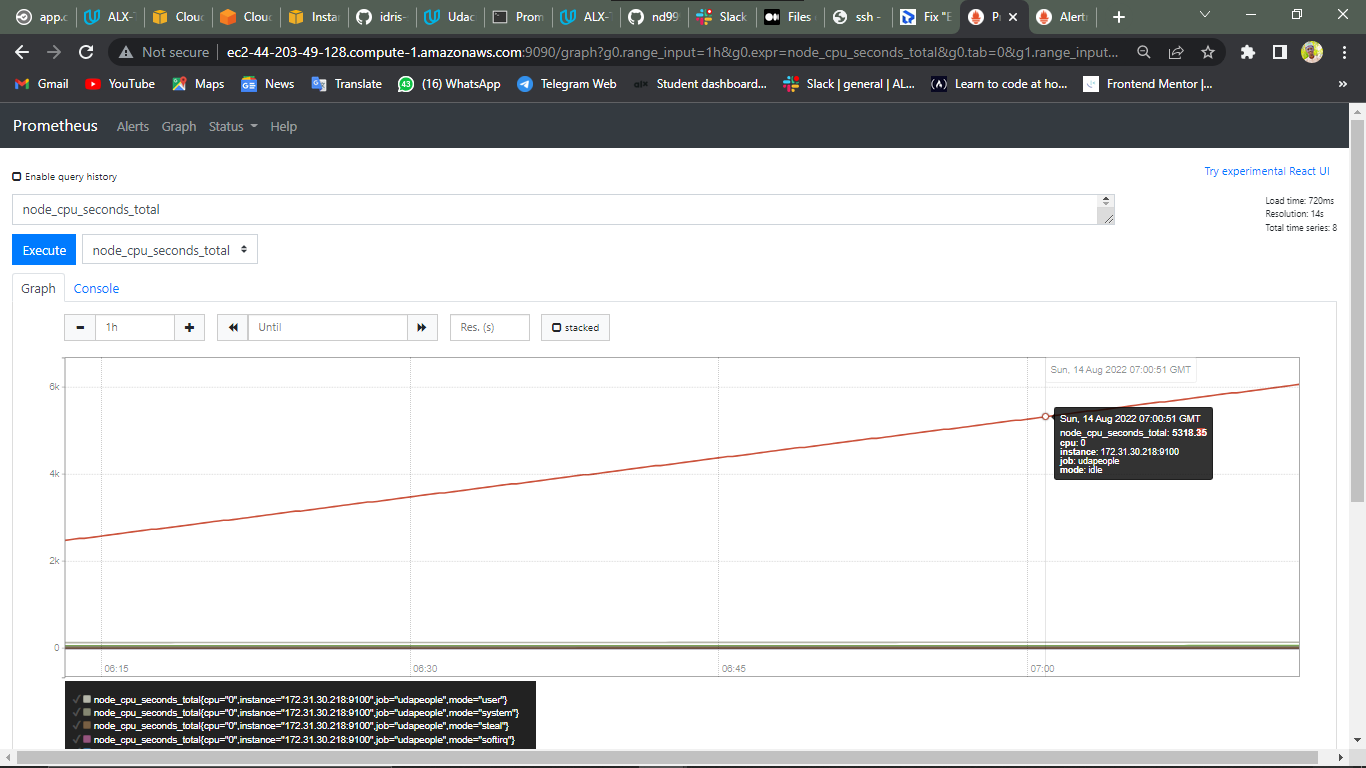 app.c ALX-T Cloud Cloud Instan idris- Udac Prom ALX-T nd99 Slack Files ssh - Fix "E Pr Alert
Not secure ec2-44-203-49-128.compute-1.amazonaws.com:9090/graph?g0.range_input=1h&g0.expr=node_cpu_seconds_total&g0.tab=0&g1.range_input...
Gmail YouTube Maps News Translate (16) WhatsApp Telegram Web Student dashboard... Slack | general | AL... Learn to code at ho... Frontend Mentor |... »
Prometheus Alerts Graph Status Help
Enable query history
Try experimental React UI
node_cpu_seconds_total
Load time: 720ms
Resolution: 14s
Total time series: 8
Execute node_cpu_seconds_total
Graph Console
1h Until Res. (s) stacked
Sun, 14 Aug 2022 07:00:51 GMT
6k
4k
2k
0
Sun, 14 Aug 2022 07:00:51 GMT
node_cpu_seconds_total: 5318.35
cpu: 0
instance: 172.31.30.218:9100
job: udapeople
mode: idle
06:15 06:30 06:45 07:00
node_cpu_seconds_total{cpu="0",instance="172.31.30.218:9100",job="udapeople",mode="user"}
node_cpu_seconds_total{cpu="0",instance="172.31.30.218:9100",job="udapeople",mode="system"}
node_cpu_seconds_total{cpu="0",instance="172.31.30.218:9100",job="udapeople",mode="steal"}
node_cpu_seconds_total{cpu="0",instance="172.31.30.218:9100",job="udapeople",mode="softirq"}